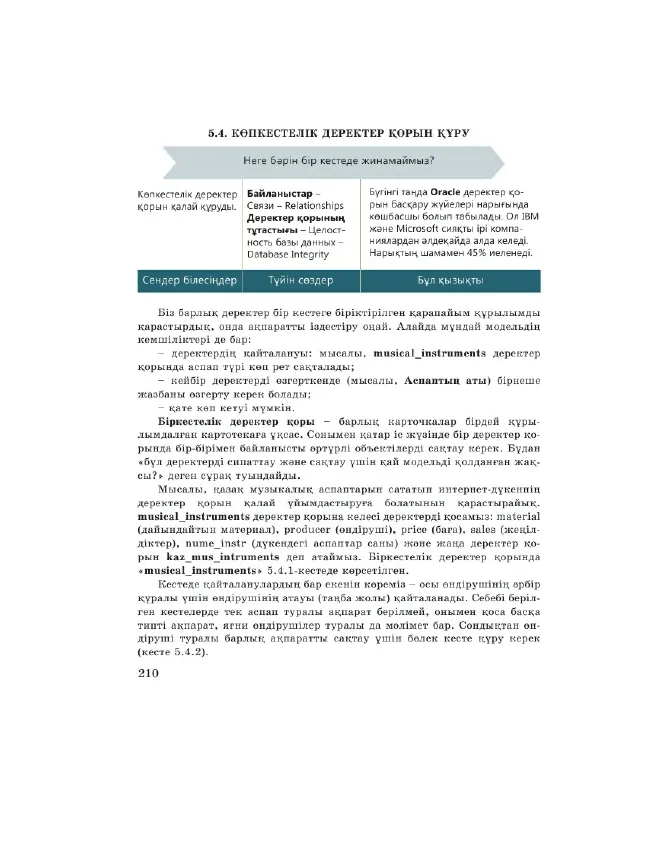 5.4. КӨПКЕСТЕЛІК ДЕРЕКТЕР ҚОРЫН ҚҰРУ
Неге бәрін бір кестеде жинамаймыз?
Көпкестелік деректер
қорын қалай құруды.
Байланыстар –
Связи – Relationships
Деректер қорының
тұтастығы – Целост-
ность базы данных –
Database Integrity
Бүгінгі таңда Oracle деректер қо-
рын басқару жүйелері нарығында
көшбасшы болып табылады. Ол IBM
және Microsoft сияқты ірі компа-
ниялардан әлдеқайда алда келеді.
Нарықтың шамамен 45% иеленеді.
Сендер білесіңдер
Түйін сөздер
Бұл қызықты
Біз барлық деректер бір кестеге біріктірілген қарапайым құрылымды
қарастырдық, онда ақпаратты іздестіру оңай. Алайда мұндай модельдің
кемшіліктері де бар:
– деректердің қайталануы: мысалы, musical_instruments деректер
қорында аспап түрі көп рет сақталады;
– кейбір деректерді өзгерткенде (мысалы, Аспаптың аты) бірнеше
жазбаны өзгерту керек болады;
– қате көп кетуі мүмкін.
Біркестелік деректер қоры – барлық карточкалар бірдей құры-
лымдалған картотекаға ұқсас. Сонымен қатар іс жүзінде бір деректер қо-
рында бір-бірімен байланысты әртүрлі объектілерді сақтау керек. Бұдан
«бұл деректерді сипаттау және сақтау үшін қай модельді қолданған жақ-
сы?» деген сұрақ туындайды.
Мысалы, қазақ музыкалық аспаптарын сататын интернет-дүкеннің
деректер қорын қалай ұйымдастыруға болатынын қарастырайық.
musical_instruments деректер қорына келесі деректерді қосамыз: material
(дайындайтын материал), producer (өндіруші), price (баға), sales (жеңіл-
діктер), nume_instr (дүкендегі аспаптар саны) және жаңа деректер қо-
рын kaz_mus_intruments деп атаймыз. Біркестелік деректер қорында
«musical_instruments» 5.4.1-кестеде көрсетілген.
Кестеде қайталанулардың бар екенін көреміз – осы өндірушінің әрбір
құралы үшін өндірушінің атауы (таңба жолы) қайталанады. Себебі беріл-
ген кестелерде тек аспап туралы ақпарат берілмей, онымен қоса басқа
типті ақпарат, яғни өндірушілер туралы да мәлімет бар. Сондықтан өн-
діруші туралы барлық ақпаратты сақтау үшін бөлек кесте құру керек
(кесте 5.4.2).
210